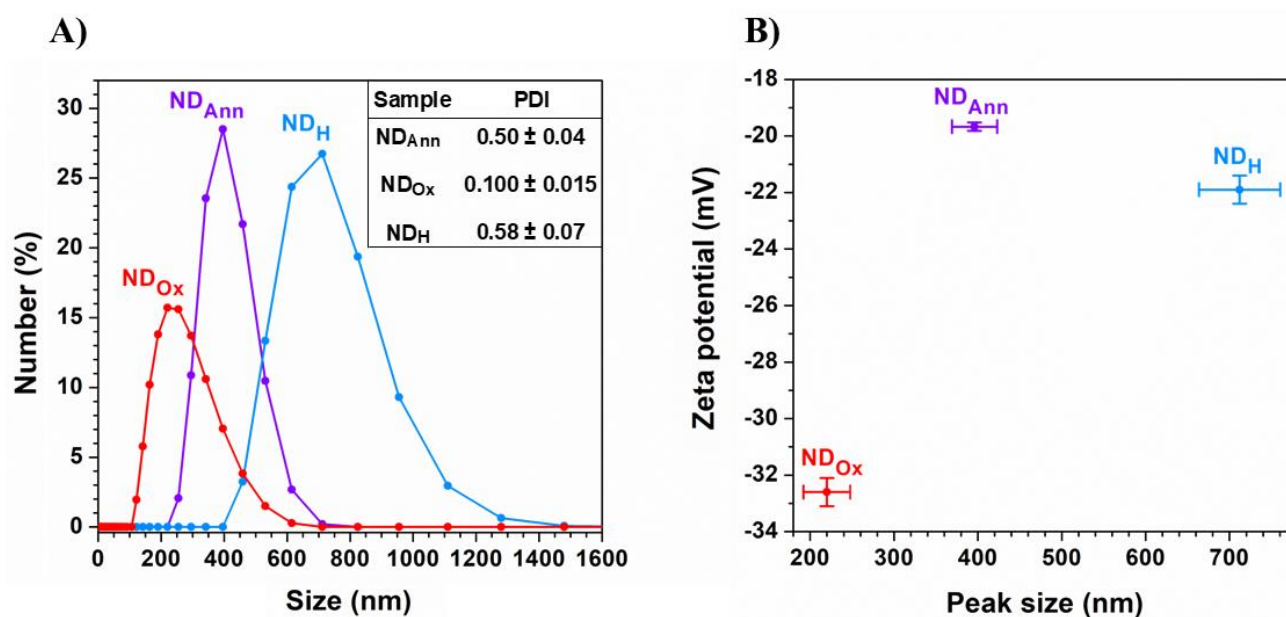 A)
Number (%)
30
25
20
15
10
5
0
ND_Ox
ND_Ann
ND_H
Sample PDI
ND_Ann 0.50 ± 0.04
ND_Ox 0.100 ± 0.015
ND_H 0.58 ± 0.07
0 200 400 600 800 1000 1200 1400 1600
Size (nm)
B)
Zeta potential (mV)
-18
-20
-22
-24
-26
-28
-30
-32
-34
ND_Ann
ND_H
ND_Ox
200 300 400 500 600 700
Peak size (nm)